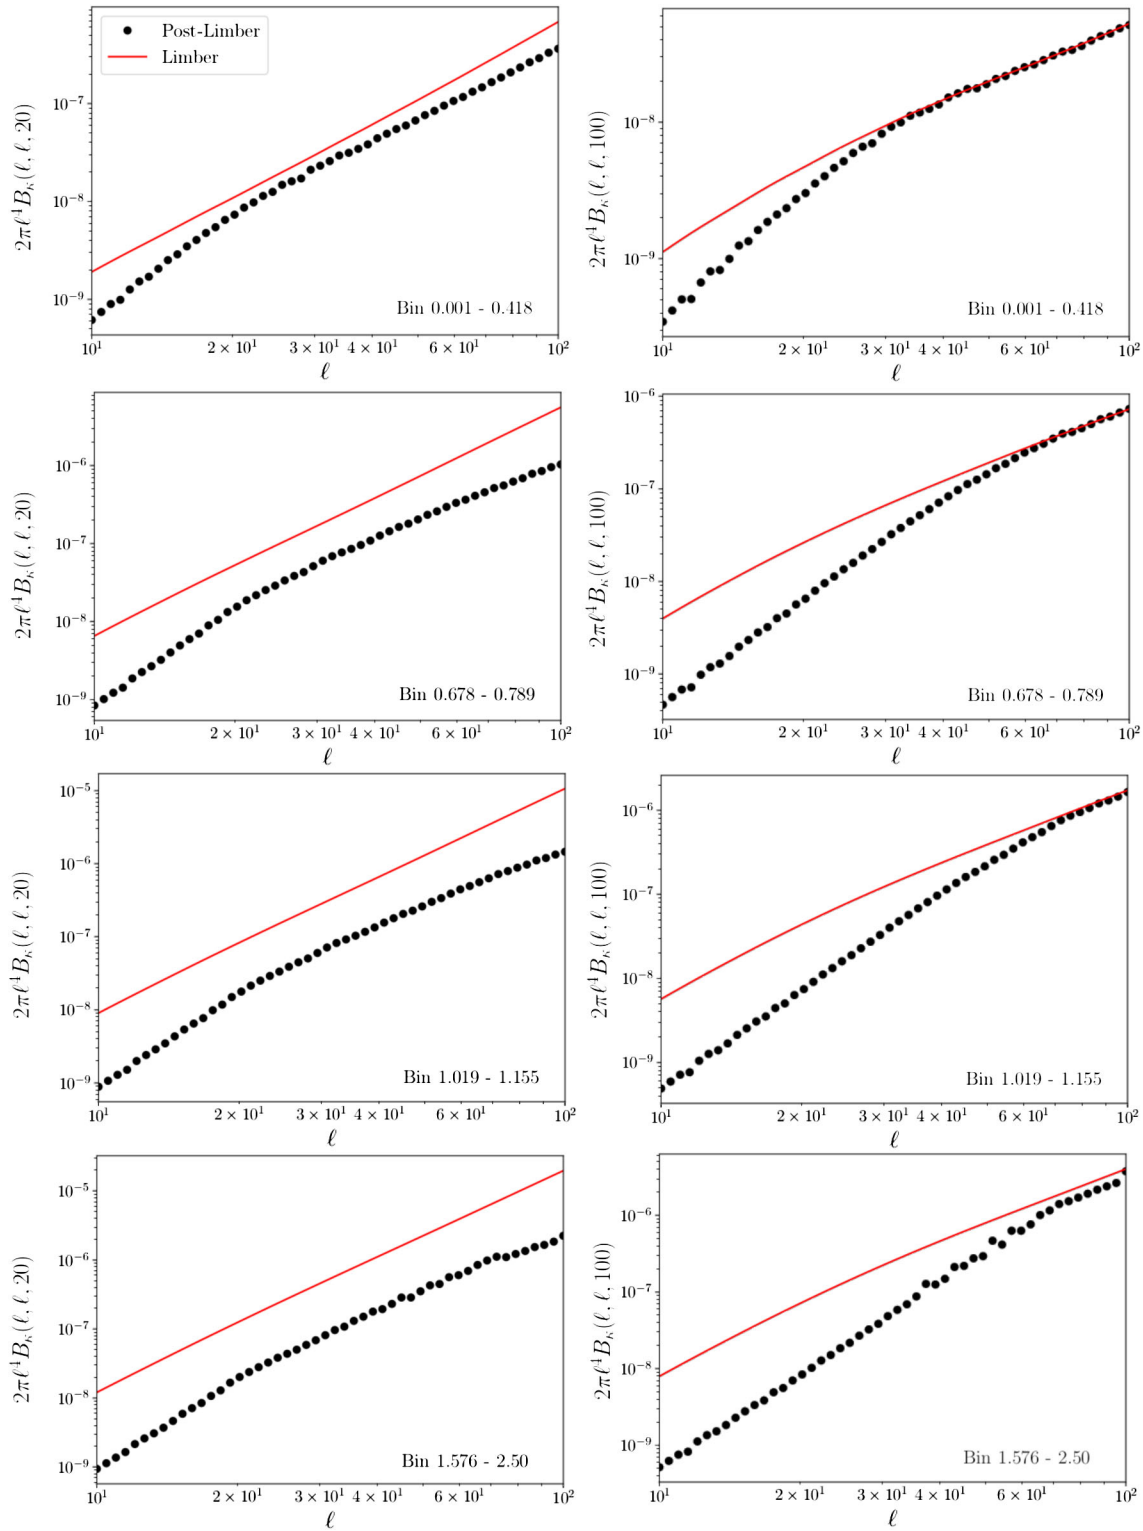 Post-Limber
Limber
2πℓ⁴B_κ(ℓ, ℓ, 20)
10⁻⁷
10⁻⁸
10⁻⁹
Bin 0.001 - 0.418
10¹ 2 × 10¹ 3 × 10¹ 4 × 10¹ 6 × 10¹ 10²
ℓ
2πℓ⁴B_κ(ℓ, ℓ, 100)
10⁻⁸
10⁻⁹
Bin 0.001 - 0.418
10¹ 2 × 10¹ 3 × 10¹ 4 × 10¹ 6 × 10¹ 10²
ℓ
2πℓ⁴B_κ(ℓ, ℓ, 20)
10⁻⁶
10⁻⁷
10⁻⁸
10⁻⁹
Bin 0.678 - 0.789
10¹ 2 × 10¹ 3 × 10¹ 4 × 10¹ 6 × 10¹ 10²
ℓ
2πℓ⁴B_κ(ℓ, ℓ, 100)
10⁻⁶
10⁻⁷
10⁻⁸
10⁻⁹
Bin 0.678 - 0.789
10¹ 2 × 10¹ 3 × 10¹ 4 × 10¹ 6 × 10¹ 10²
ℓ
2πℓ⁴B_κ(ℓ, ℓ, 20)
10⁻⁵
10⁻⁶
10⁻⁷
10⁻⁸
10⁻⁹
Bin 1.019 - 1.155
10¹ 2 × 10¹ 3 × 10¹ 4 × 10¹ 6 × 10¹ 10²
ℓ
2πℓ⁴B_κ(ℓ, ℓ, 100)
10⁻⁶
10⁻⁷
10⁻⁸
10⁻⁹
Bin 1.019 - 1.155
10¹ 2 × 10¹ 3 × 10¹ 4 × 10¹ 6 × 10¹ 10²
ℓ
2πℓ⁴B_κ(ℓ, ℓ, 20)
10⁻⁵
10⁻⁶
10⁻⁷
10⁻⁸
10⁻⁹
Bin 1.576 - 2.50
10¹ 2 × 10¹ 3 × 10¹ 4 × 10¹ 6 × 10¹ 10²
ℓ
2πℓ⁴B_κ(ℓ, ℓ, 100)
10⁻⁶
10⁻⁷
10⁻⁸
10⁻⁹
Bin 1.576 - 2.50
10¹ 2 × 10¹ 3 × 10¹ 4 × 10¹ 6 × 10¹ 10²
ℓ